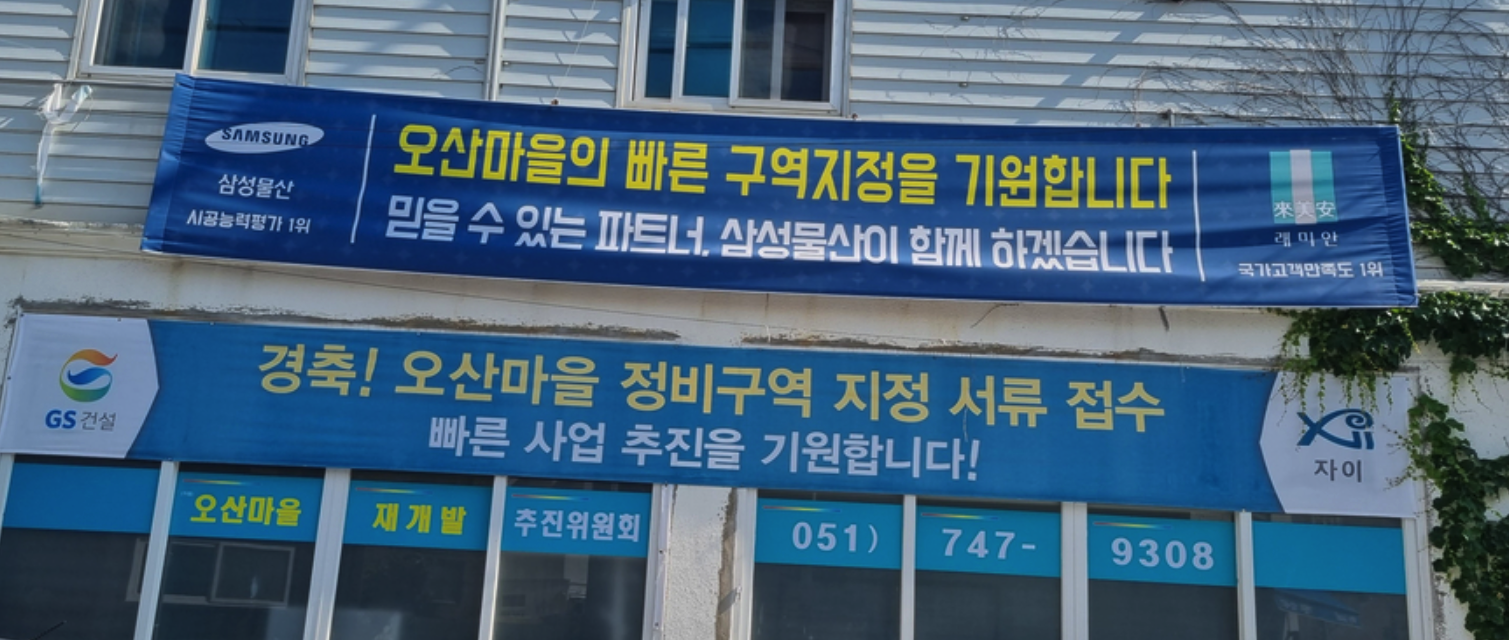 SAMSUNG
삼성물산
시공능력평가 1위
오산마을의 빠른 구역지정을 기원합니다
믿을 수 있는 파트너, 삼성물산이 함께 하겠습니다
來美安
래미안
국가고객만족도 1위
GS건설
경축! 오산마을 정비구역 지정 서류 접수
빠른 사업 추진을 기원합니다!
Xii
자이
오산마을 재개발 추진위원회 051) 747-9308